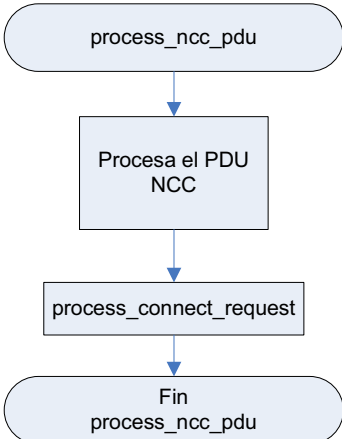 process_ncc_pdu
Procesa el PDU
NCC
process_connect_request
Fin
process_ncc_pdu